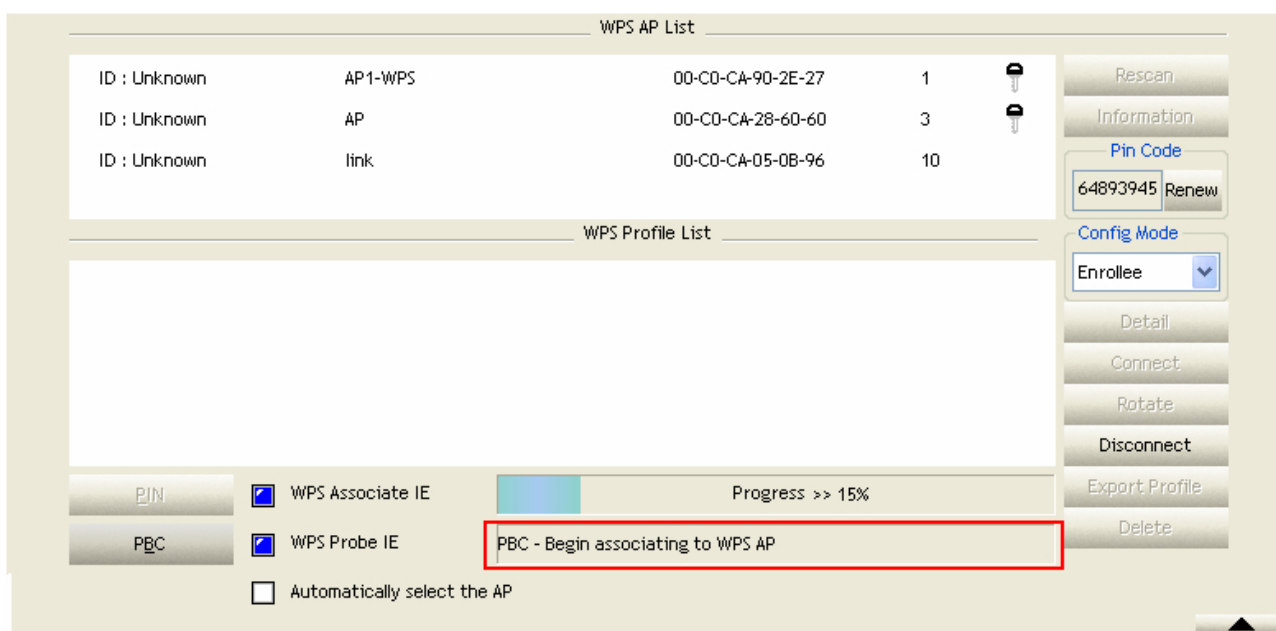 WPS AP List
ID : Unknown AP1-WPS 00-C0-CA-90-2E-27 1
ID : Unknown AP 00-C0-CA-28-60-60 3
ID : Unknown link 00-C0-CA-05-0B-96 10
Rescan
Information
Pin Code
64893945 Renew
WPS Profile List
Config Mode
Enrollee
Detail
Connect
Rotate
Disconnect
Export Profile
Delete
PIN WPS Associate IE Progress >> 15%
PBC WPS Probe IE PBC - Begin associating to WPS AP
Automatically select the AP